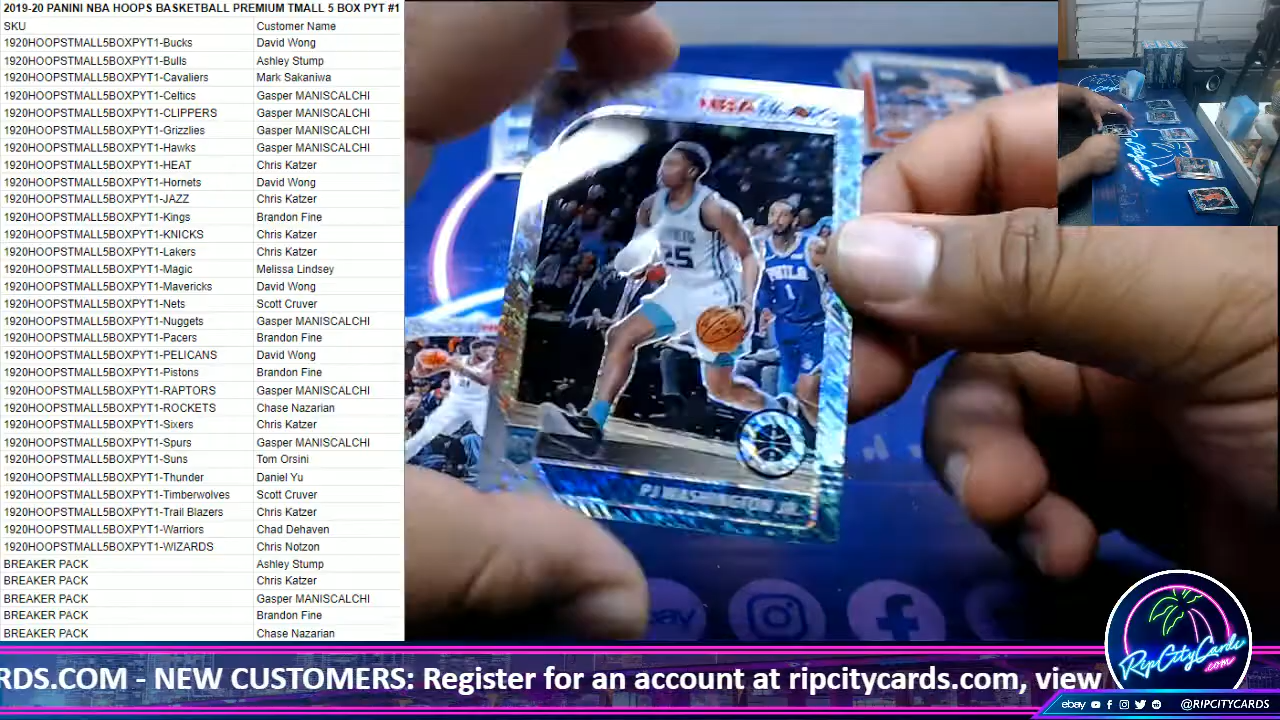 2019-20 PANINI NBA HOOPS BASKETBALL PREMIUM TMALL 5 BOX PYT #1
SKU Customer Name
1920HOOPSTMALL5BOXPYT1-Bucks David Wong
1920HOOPSTMALL5BOXPYT1-Bulls Ashley Stump
1920HOOPSTMALL5BOXPYT1-Cavaliers Mark Sakaniwa
1920HOOPSTMALL5BOXPYT1-Celtics Gasper MANISCALCHI
1920HOOPSTMALL5BOXPYT1-CLIPPERS Gasper MANISCALCHI
1920HOOPSTMALL5BOXPYT1-Grizzlies Gasper MANISCALCHI
1920HOOPSTMALL5BOXPYT1-Hawks Gasper MANISCALCHI
1920HOOPSTMALL5BOXPYT1-HEAT Chris Katzer
1920HOOPSTMALL5BOXPYT1-Hornets David Wong
1920HOOPSTMALL5BOXPYT1-JAZZ Chris Katzer
1920HOOPSTMALL5BOXPYT1-Kings Brandon Fine
1920HOOPSTMALL5BOXPYT1-KNICKS Chris Katzer
1920HOOPSTMALL5BOXPYT1-Lakers Chris Katzer
1920HOOPSTMALL5BOXPYT1-Magic Melissa Lindsey
1920HOOPSTMALL5BOXPYT1-Mavericks David Wong
1920HOOPSTMALL5BOXPYT1-Nets Scott Cruver
1920HOOPSTMALL5BOXPYT1-Nuggets Gasper MANISCALCHI
1920HOOPSTMALL5BOXPYT1-Pacers Brandon Fine
1920HOOPSTMALL5BOXPYT1-PELICANS David Wong
1920HOOPSTMALL5BOXPYT1-Pistons Brandon Fine
1920HOOPSTMALL5BOXPYT1-RAPTORS Gasper MANISCALCHI
1920HOOPSTMALL5BOXPYT1-ROCKETS Chase Nazarian
1920HOOPSTMALL5BOXPYT1-Sixers Chris Katzer
1920HOOPSTMALL5BOXPYT1-Spurs Gasper MANISCALCHI
1920HOOPSTMALL5BOXPYT1-Suns Tom Orsini
1920HOOPSTMALL5BOXPYT1-Thunder Daniel Yu
1920HOOPSTMALL5BOXPYT1-Timberwolves Scott Cruver
1920HOOPSTMALL5BOXPYT1-Trail Blazers Chris Katzer
1920HOOPSTMALL5BOXPYT1-Warriors Chad Dehaven
1920HOOPSTMALL5BOXPYT1-WIZARDS Chris Notzon
BREAKER PACK Ashley Stump
BREAKER PACK Chris Katzer
BREAKER PACK Gasper MANISCALCHI
BREAKER PACK Brandon Fine
BREAKER PACK Chase Nazarian
NBA
25
PHILA
1
PJ WASHINGTON JR.
ebay
RipCityCards
.com
RDS.COM - NEW CUSTOMERS: Register for an account at ripcitycards.com, view
ebay @RIPCITYCARDS